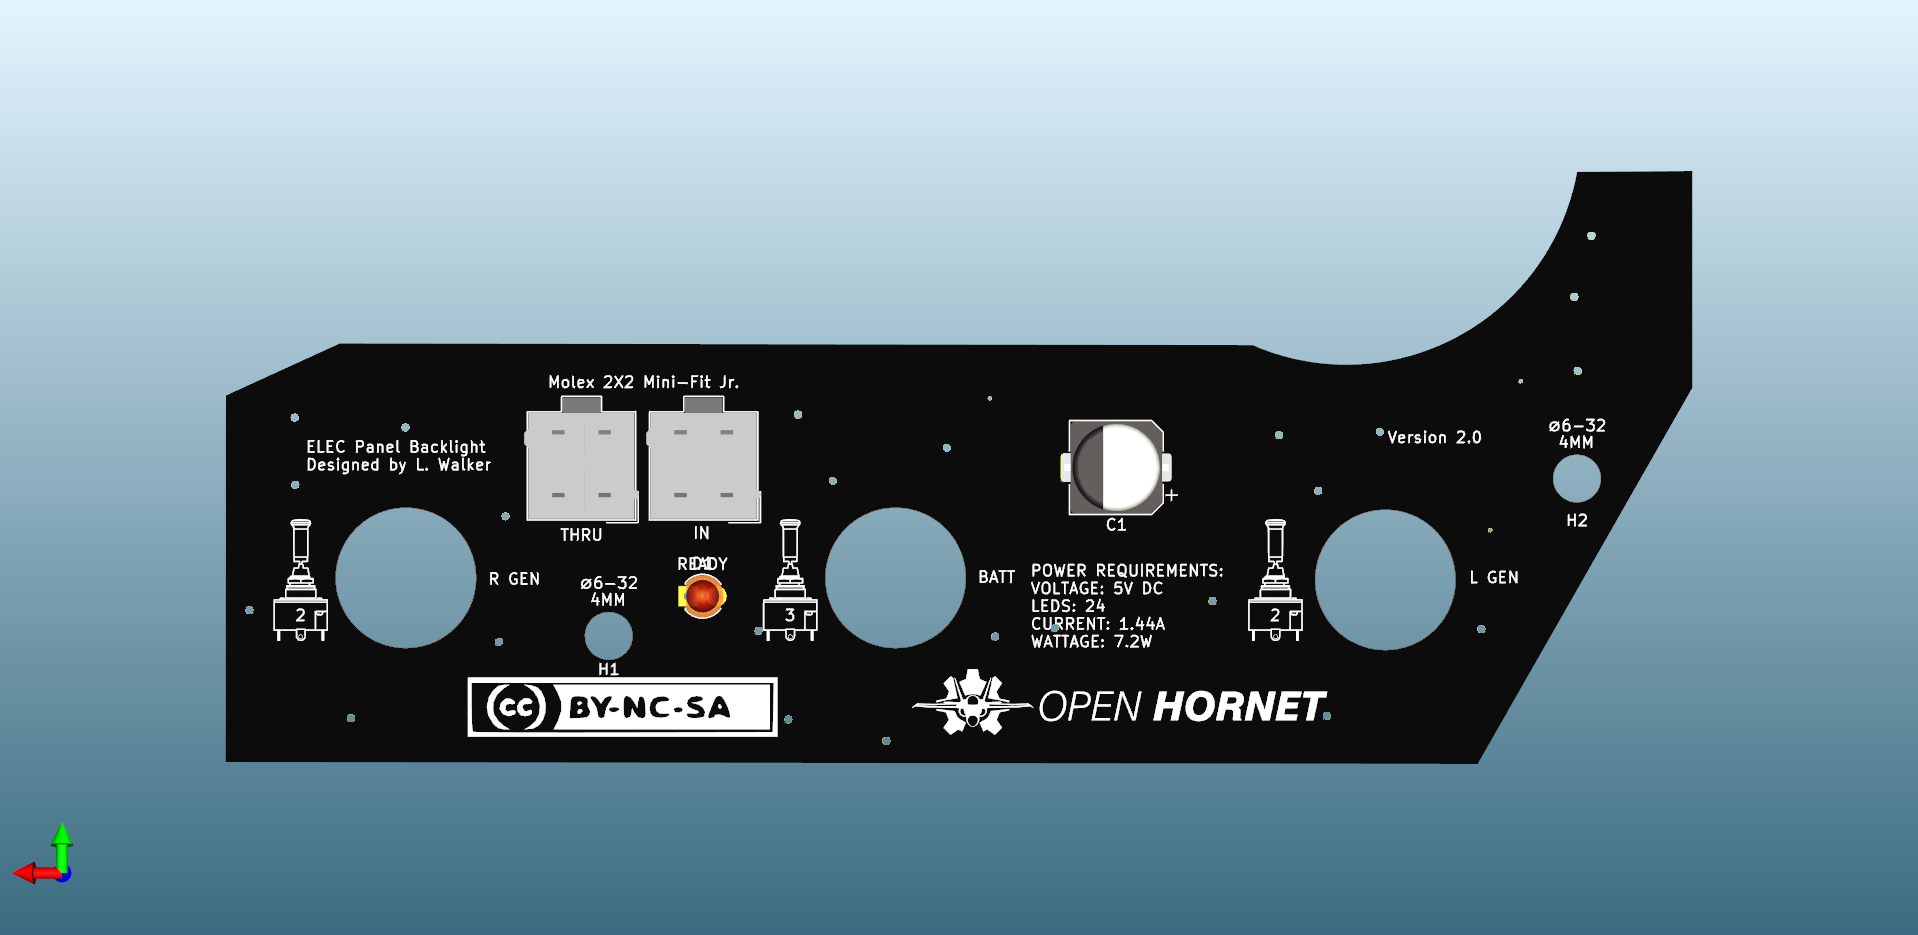 Molex 2X2 Mini-Fit Jr.
ELEC Panel Backlight
Designed by L. Walker
THRU
IN
READY
R GEN
ø6-32
4MM
H1
2
3
BATT
C1
+
POWER REQUIREMENTS:
VOLTAGE: 5V DC
LEDS: 24
CURRENT: 1.44A
WATTAGE: 7.2W
2
L GEN
Version 2.0
ø6-32
4MM
H2
cc BY-NC-SA
OPEN HORNET